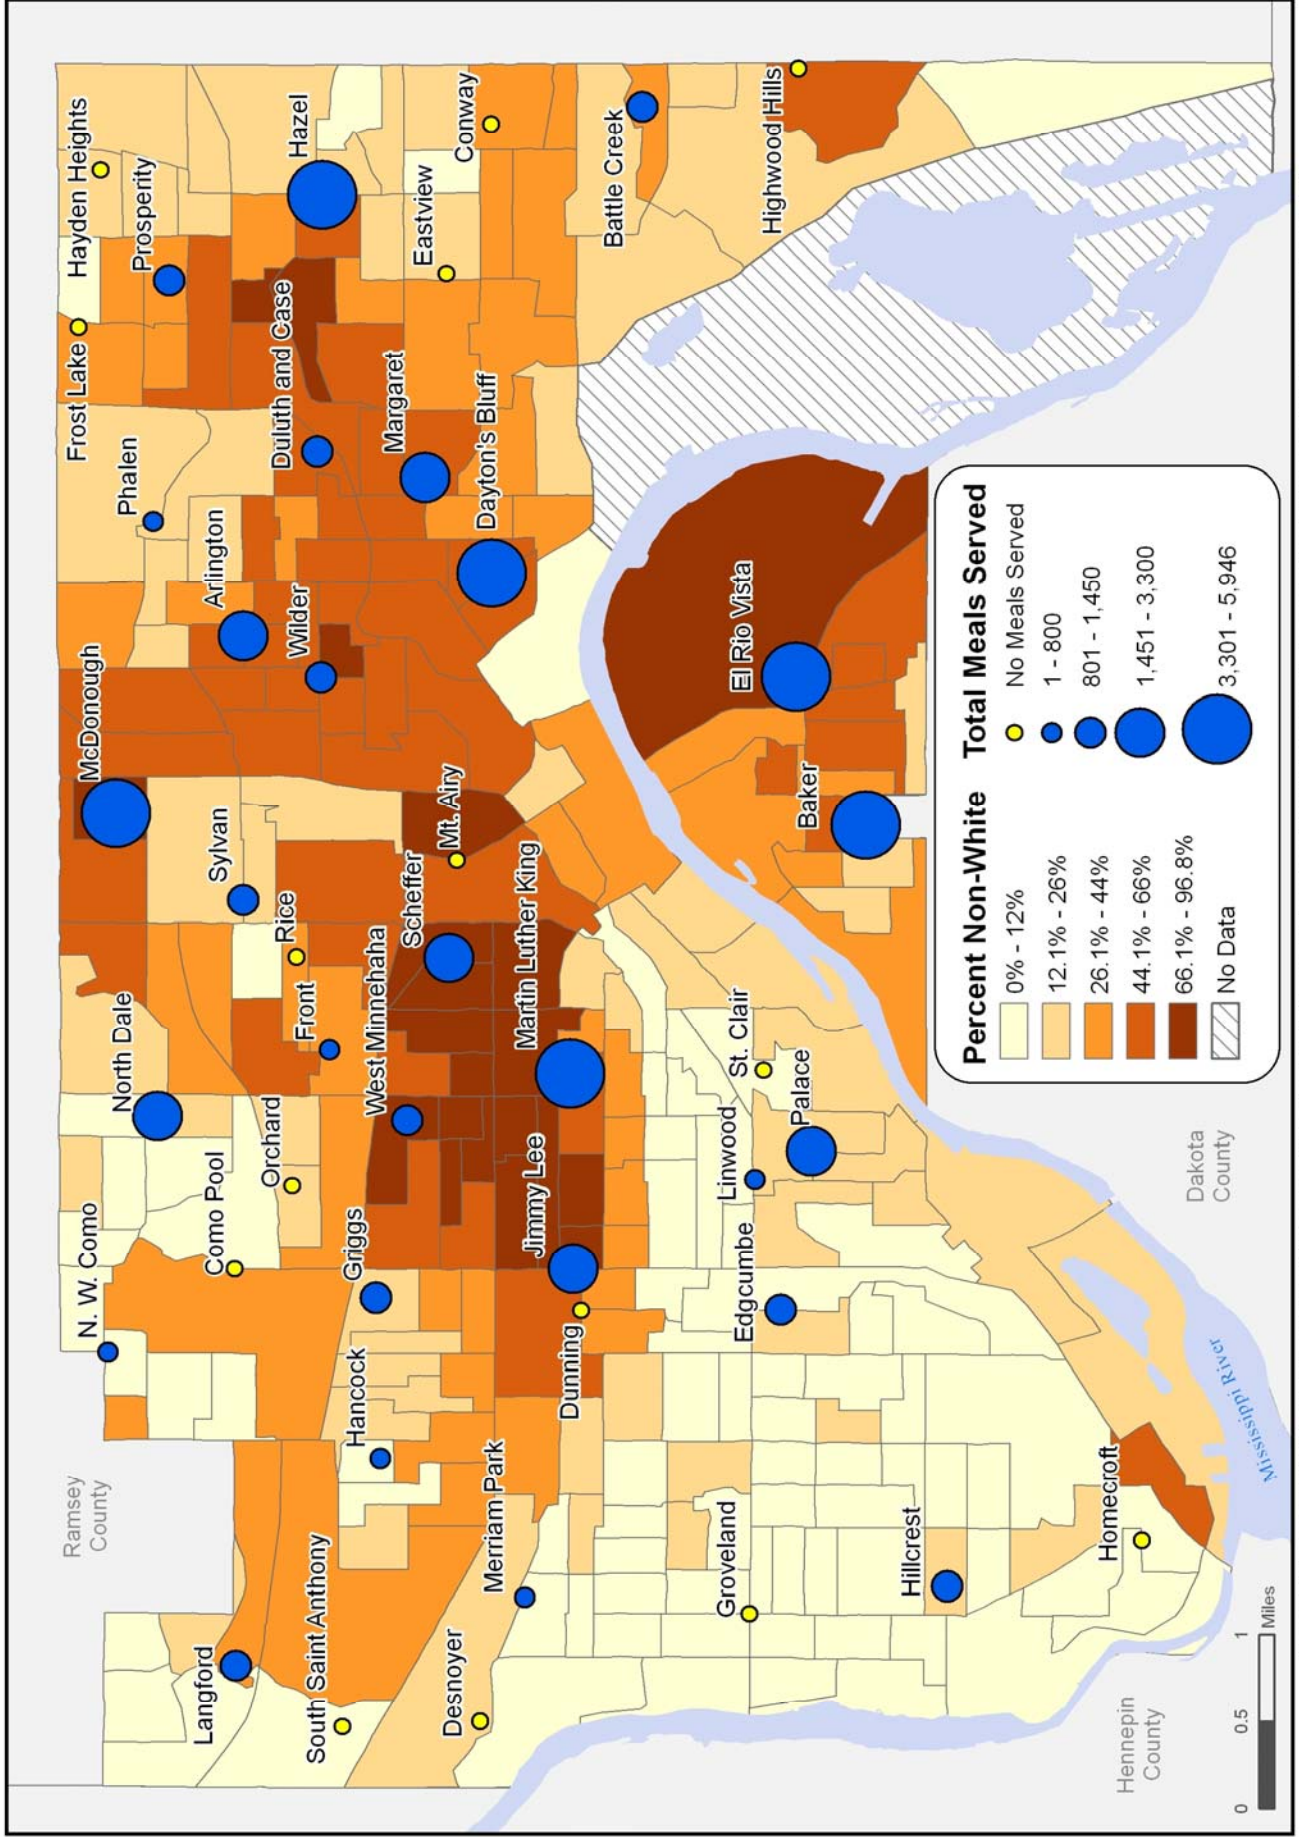 Ramsey
County
N. W. Como
North Dale
McDonough
Phalen
Frost Lake
Hayden Heights
Prosperity
Langford
Como Pool
Orchard
Sylvan
Rice
Front
Arlington
Wilder
Duluth and Case
Hazel
South Saint Anthony
Hancock
Griggs
West Minnehaha
Scheffer
Mt. Airy
Margaret
Eastview
Conway
Desnoyer
Merriam Park
Dunning
Jimmy Lee
Martin Luther King
Dayton's Bluff
Battle Creek
Groveland
Edgcumbe
Linwood
St. Clair
Palace
El Rio Vista
Highwood Hills
Baker
Hillcrest
Homecroft
Hennepin
County
Dakota
County
Mississippi River
0 0.5 1
Miles
Percent Non-White
0% - 12%
12.1% - 26%
26.1% - 44%
44.1% - 66%
66.1% - 96.8%
No Data
Total Meals Served
No Meals Served
1 - 800
801 - 1,450
1,451 - 3,300
3,301 - 5,946